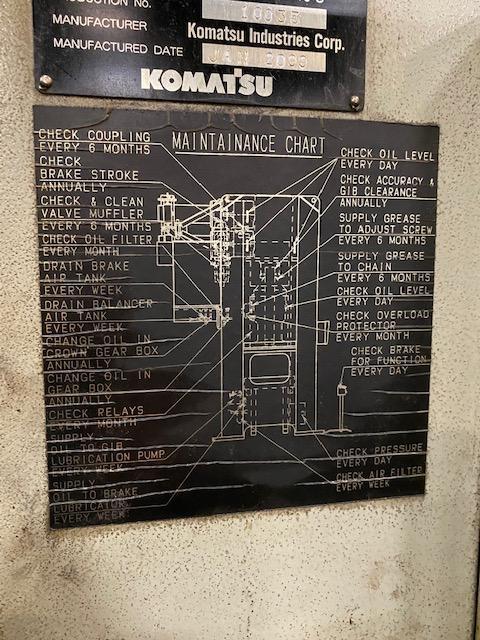 PRODUCTION No. 10035
MANUFACTURER Komatsu Industries Corp.
MANUFACTURED DATE JAN 2000
KOMATSU
MAINTAINANCE CHART
CHECK COUPLING
EVERY 6 MONTHS
CHECK
BRAKE STROKE
ANNUALLY
CHECK & CLEAN
VALVE MUFFLER
EVERY 6 MONTHS
CHECK OIL FILTER
EVERY MONTH
DRAIN BRAKE
AIR TANK
EVERY WEEK
DRAIN BALANCER
AIR TANK
EVERY WEEK
CHANGE OIL IN
CROWN GEAR BOX
ANNUALLY
CHANGE OIL IN
GEAR BOX
ANNUALLY
CHECK RELAYS
EVERY MONTH
SUPPLY
OIL TO GIB
LUBRICATION PUMP
EVERY WEEK
SUPPLY
OIL TO BRAKE
LUBRICATOR
EVERY WEEK
CHECK OIL LEVEL
EVERY DAY
CHECK ACCURACY &
GIB CLEARANCE
ANNUALLY
SUPPLY GREASE
TO ADJUST SCREW
EVERY 6 MONTHS
SUPPLY GREASE
TO CHAIN
EVERY 6 MONTHS
CHECK OIL LEVEL
EVERY DAY
CHECK OVERLOAD
PROTECTOR
EVERY MONTH
CHECK BRAKE
FOR FUNCTION
EVERY DAY
CHECK PRESSURE
EVERY DAY
CHECK AIR FILTER
EVERY WEEK